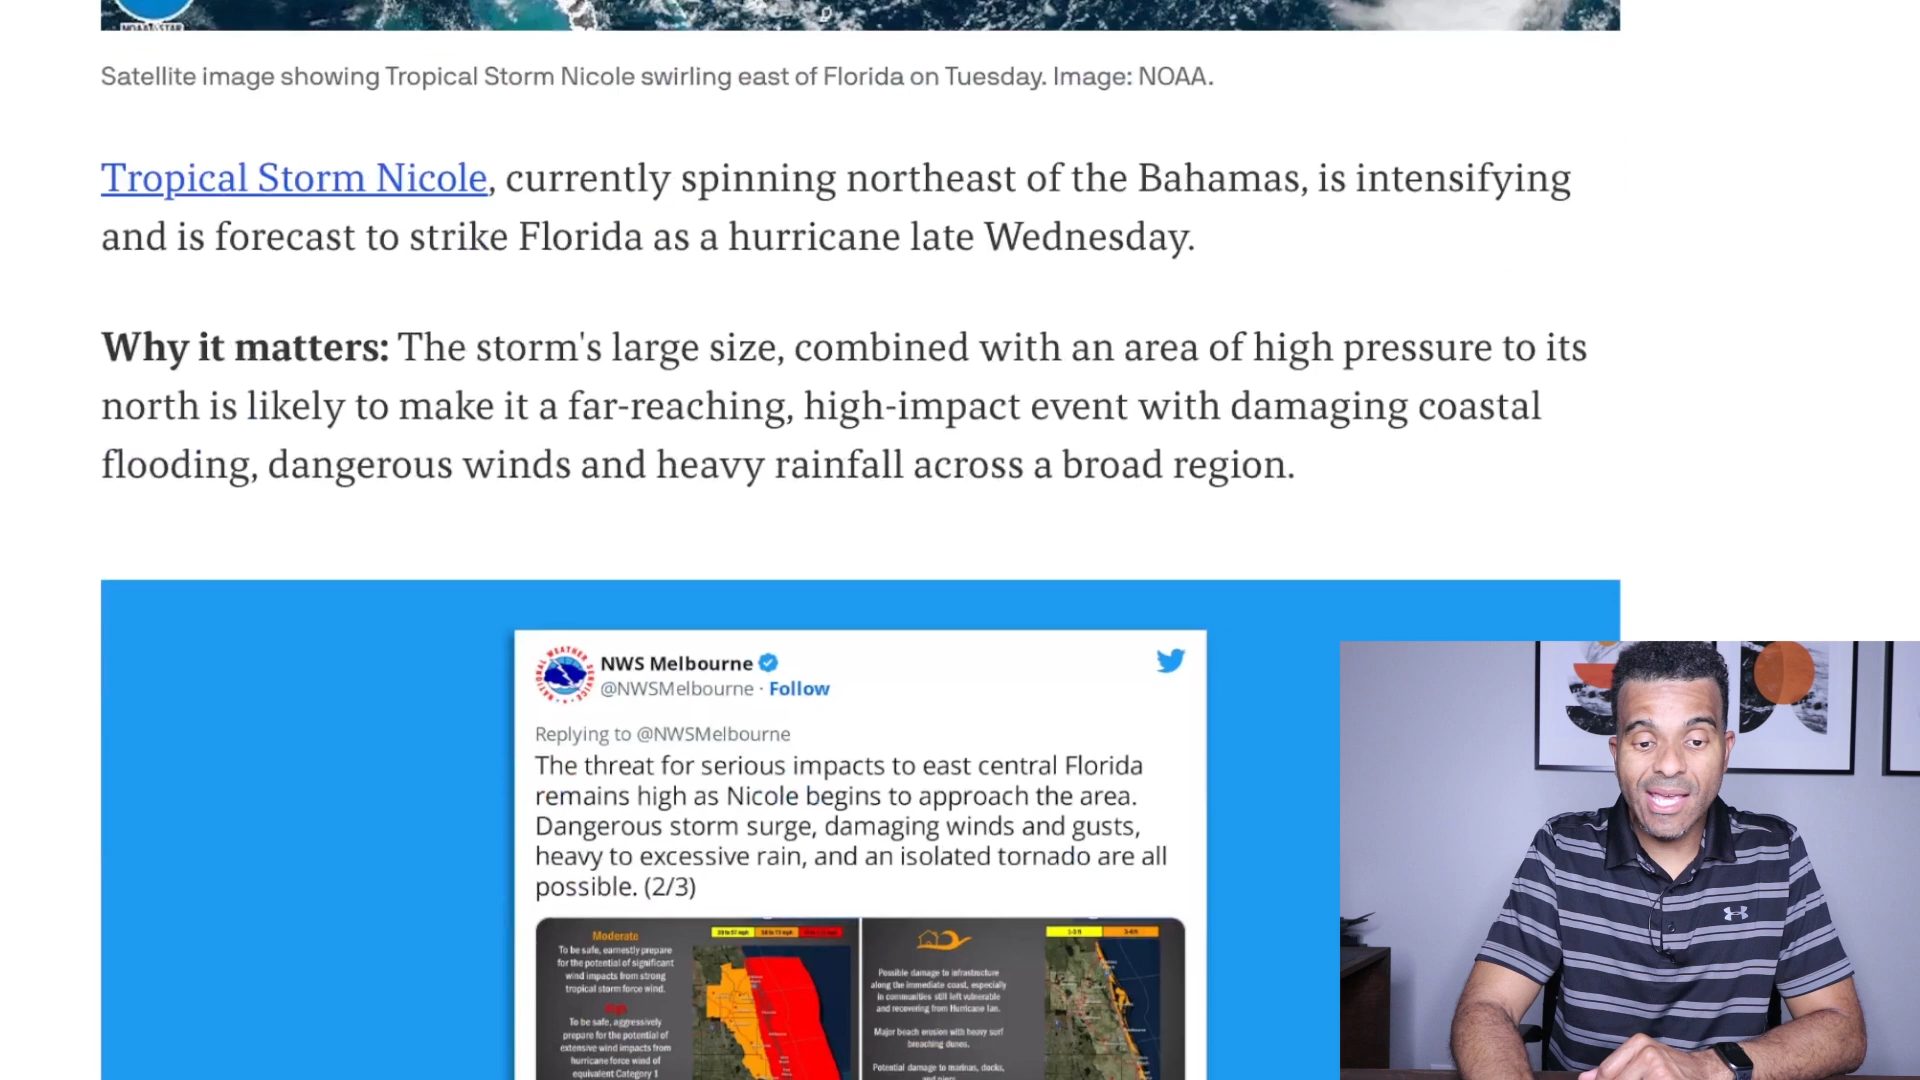 Satellite image showing Tropical Storm Nicole swirling east of Florida on Tuesday. Image: NOAA.
Tropical Storm Nicole, currently spinning northeast of the Bahamas, is intensifying
and is forecast to strike Florida as a hurricane late Wednesday.
Why it matters: The storm's large size, combined with an area of high pressure to its
north is likely to make it a far-reaching, high-impact event with damaging coastal
flooding, dangerous winds and heavy rainfall across a broad region.
NWS Melbourne
@NWSMelbourne · Follow
Replying to @NWSMelbourne
The threat for serious impacts to east central Florida
remains high as Nicole begins to approach the area.
Dangerous storm surge, damaging winds and gusts,
heavy to excessive rain, and an isolated tornado are all
possible. (2/3)
Moderate
To be safe, earnestly prepare
for the potential of significant
wind impacts from strong
tropical storm force wind.
High
To be safe, aggressively
prepare for the potential of
extensive wind impacts from
hurricane force wind of
equivalent Category 1
Possible damage to infrastructure
along the immediate coast, especially
in communities still left vulnerable
and recovering from Hurricane Ian.
Major beach erosion with heavy surf
breaching dunes.
Potential damage to marinas, docks,
and piers